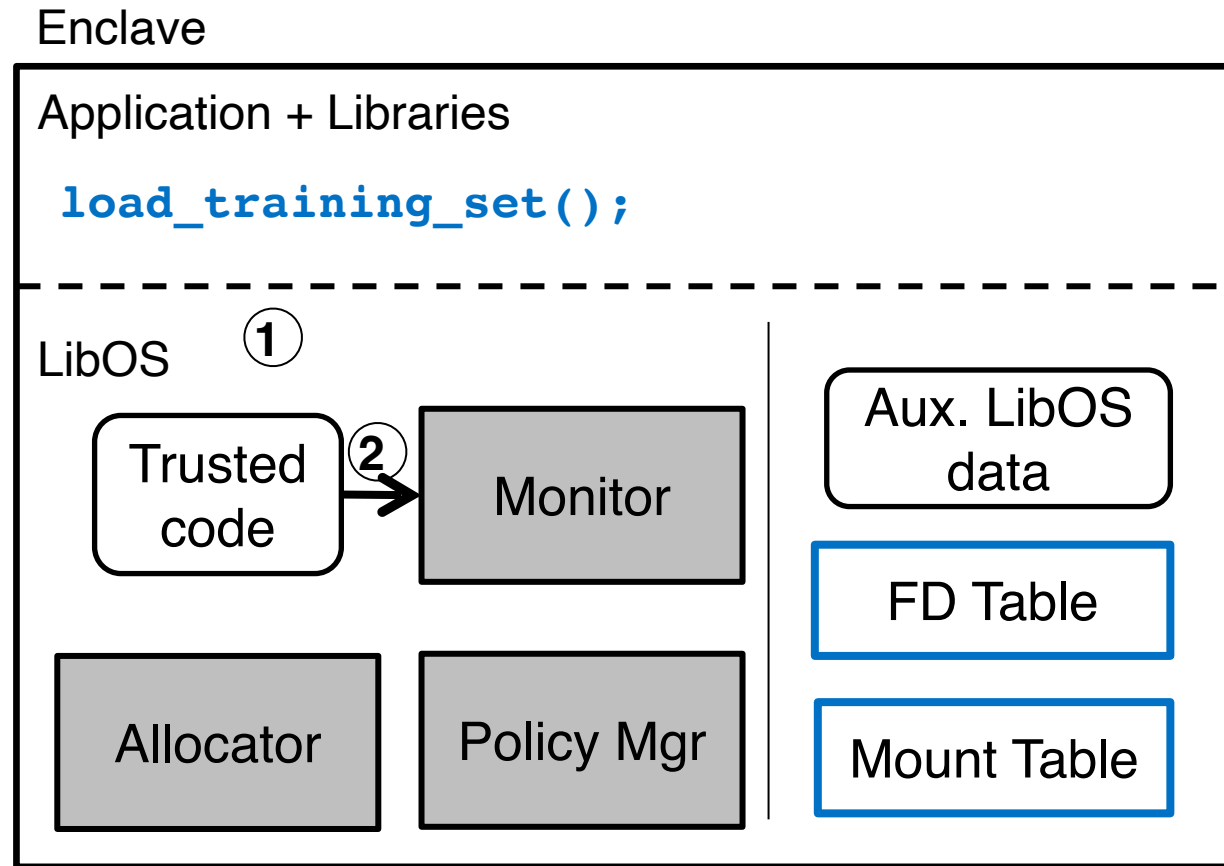 Enclave
Application + Libraries
load_training_set();
1
LibOS
Trusted
code
2
Monitor
Aux. LibOS
data
FD Table
Allocator
Policy Mgr
Mount Table